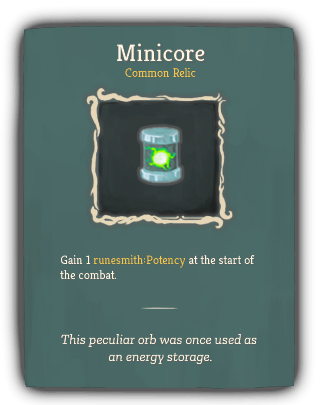 Minicore
Common Relic
Gain 1 runesmith:Potency at the start of
the combat.
This peculiar orb was once used as
an energy storage.